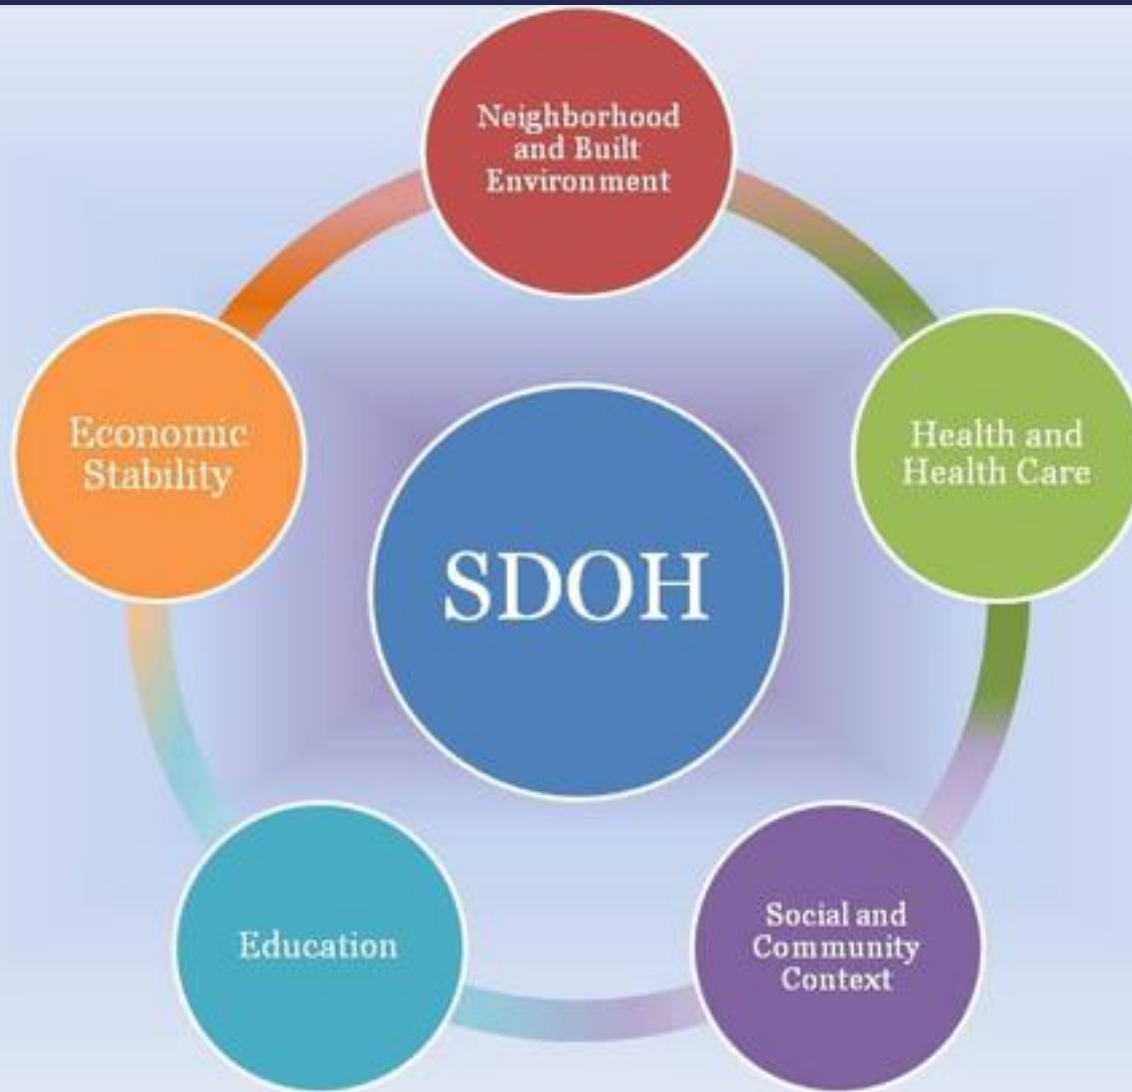 Neighborhood
and Built
Environment
Economic
Stability
Health and
Health Care
SDOH
Education
Social and
Community
Context